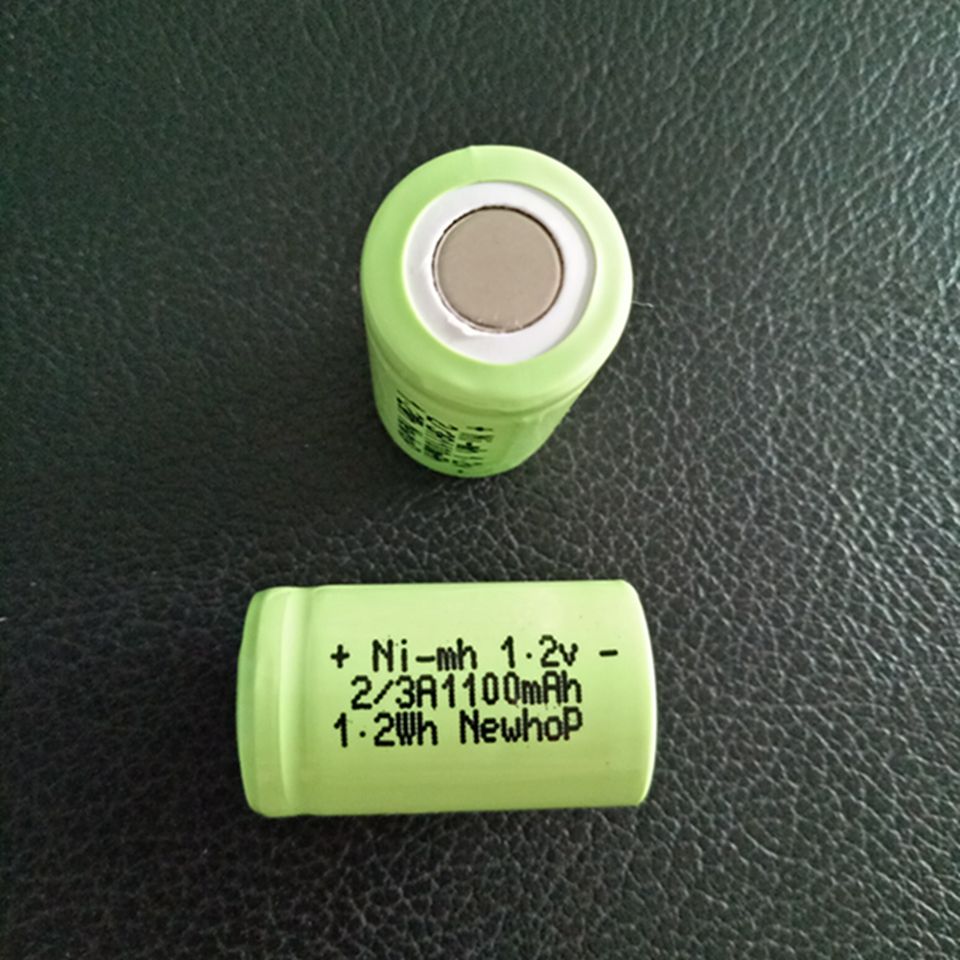 + Ni-mh 1.2v -
2/3A1100mAh
1.2Wh NewhoP